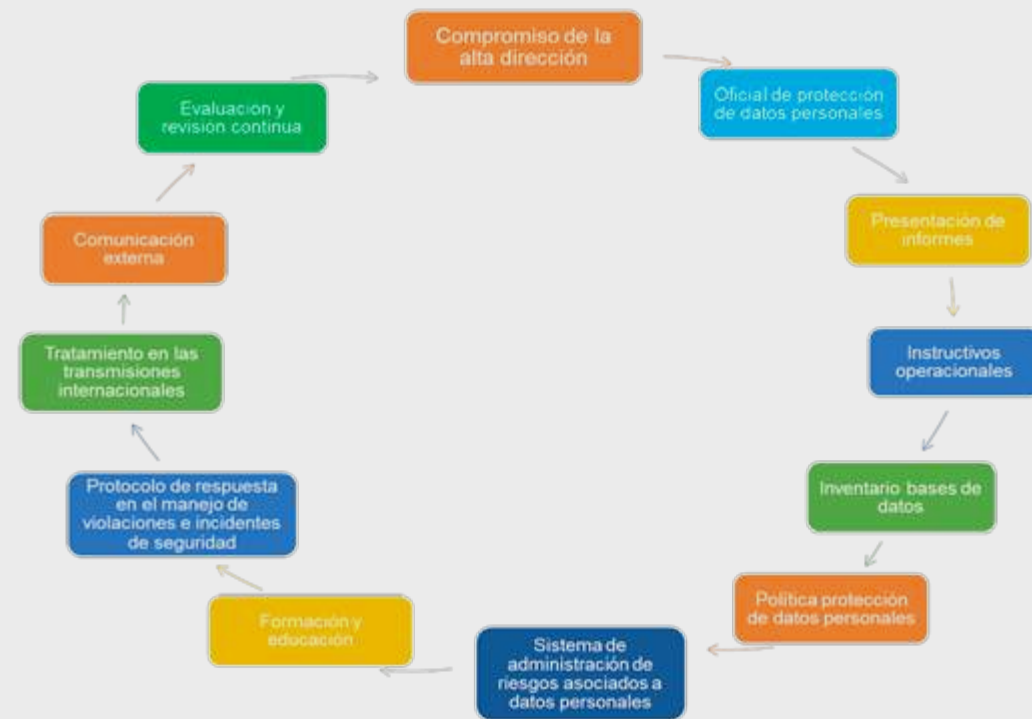 Compromiso de la
alta dirección
Oficial de protección
de datos personales
Presentación de
informes
Instructivos
operacionales
Inventario bases de
datos
Política protección
de datos personales
Sistema de
administración de
riesgos asociados a
datos personales
Formación y
educación
Protocolo de respuesta
en el manejo de
violaciones e incidentes
de seguridad
Tratamiento en las
transmisiones
internacionales
Comunicación
externa
Evaluación y
revisión continua